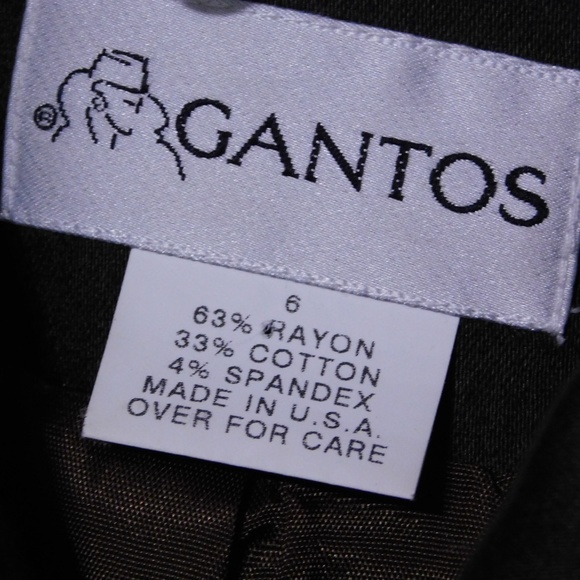 ® GANTOS
6
63% RAYON
33% COTTON
4% SPANDEX
MADE IN U.S.A.
OVER FOR CARE